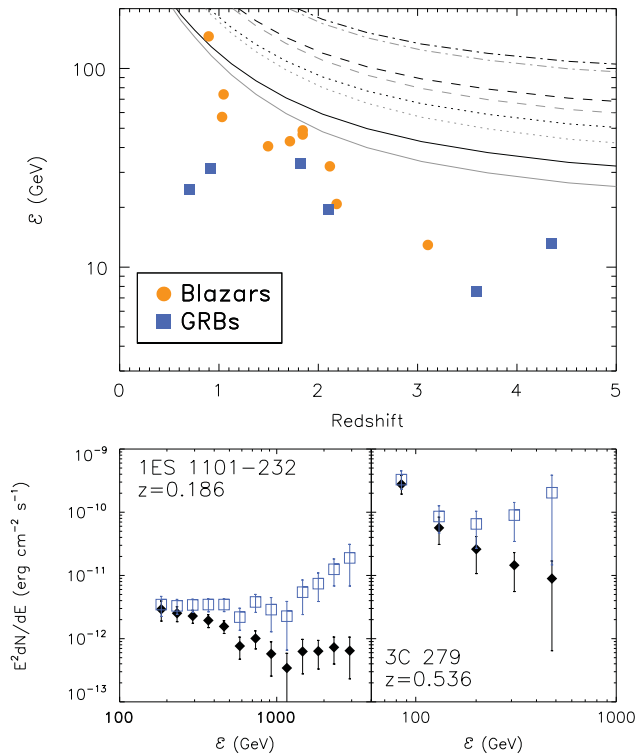 100
10
ℰ (GeV)
Blazars
GRBs
0 1 2 3 4 5
Redshift
10⁻⁹
10⁻¹⁰
10⁻¹¹
10⁻¹²
10⁻¹³
E²dN/dE (erg cm⁻² s⁻¹)
1ES 1101−232
z=0.186
3C 279
z=0.536
100 1000
ℰ (GeV)
100 1000
ℰ (GeV)